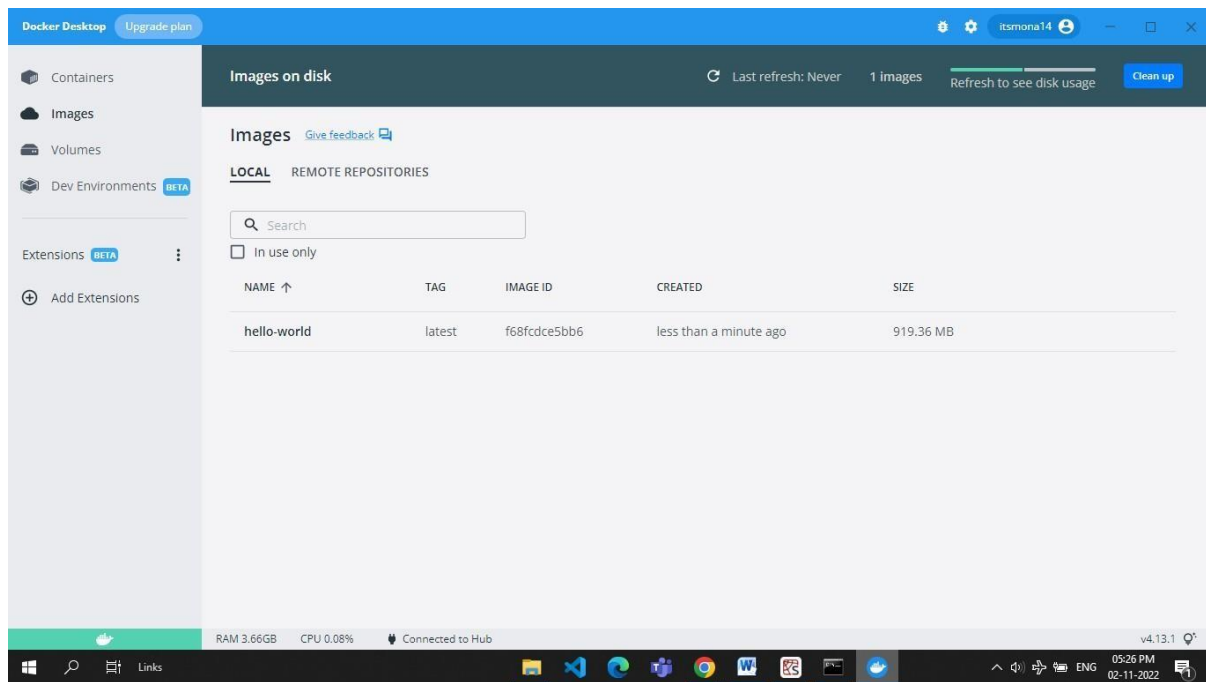 Docker Desktop Upgrade plan itsmona14
Containers
Images
Volumes
Dev Environments BETA
Extensions BETA
Add Extensions
Images on disk Last refresh: Never 1 images Refresh to see disk usage Clean up
Images Give feedback
LOCAL REMOTE REPOSITORIES
Search
In use only
NAME TAG IMAGE ID CREATED SIZE
hello-world latest f68fcdce5bb6 less than a minute ago 919.36 MB
RAM 3.66GB CPU 0.08% Connected to Hub v4.13.1
Links ENG 05:26 PM
02-11-2022